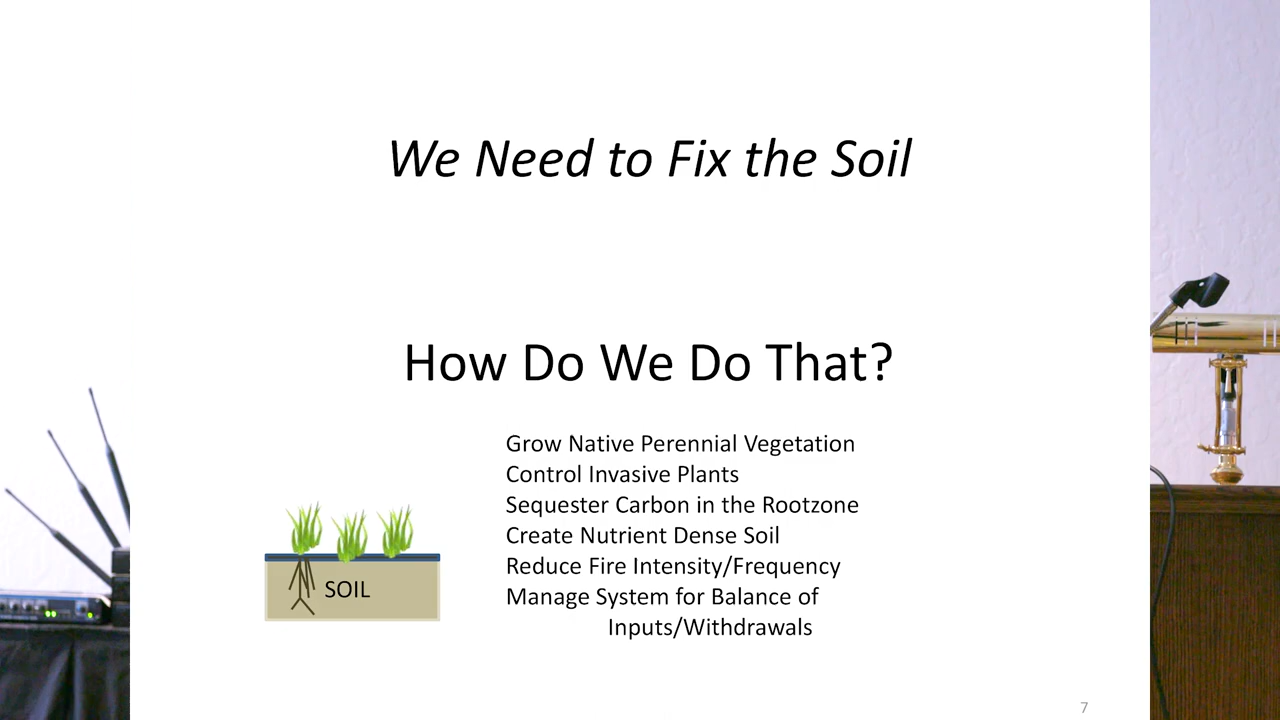 We Need to Fix the Soil
How Do We Do That?
Grow Native Perennial Vegetation
Control Invasive Plants
Sequester Carbon in the Rootzone
Create Nutrient Dense Soil
Reduce Fire Intensity/Frequency
Manage System for Balance of
Inputs/Withdrawals
SOIL
7